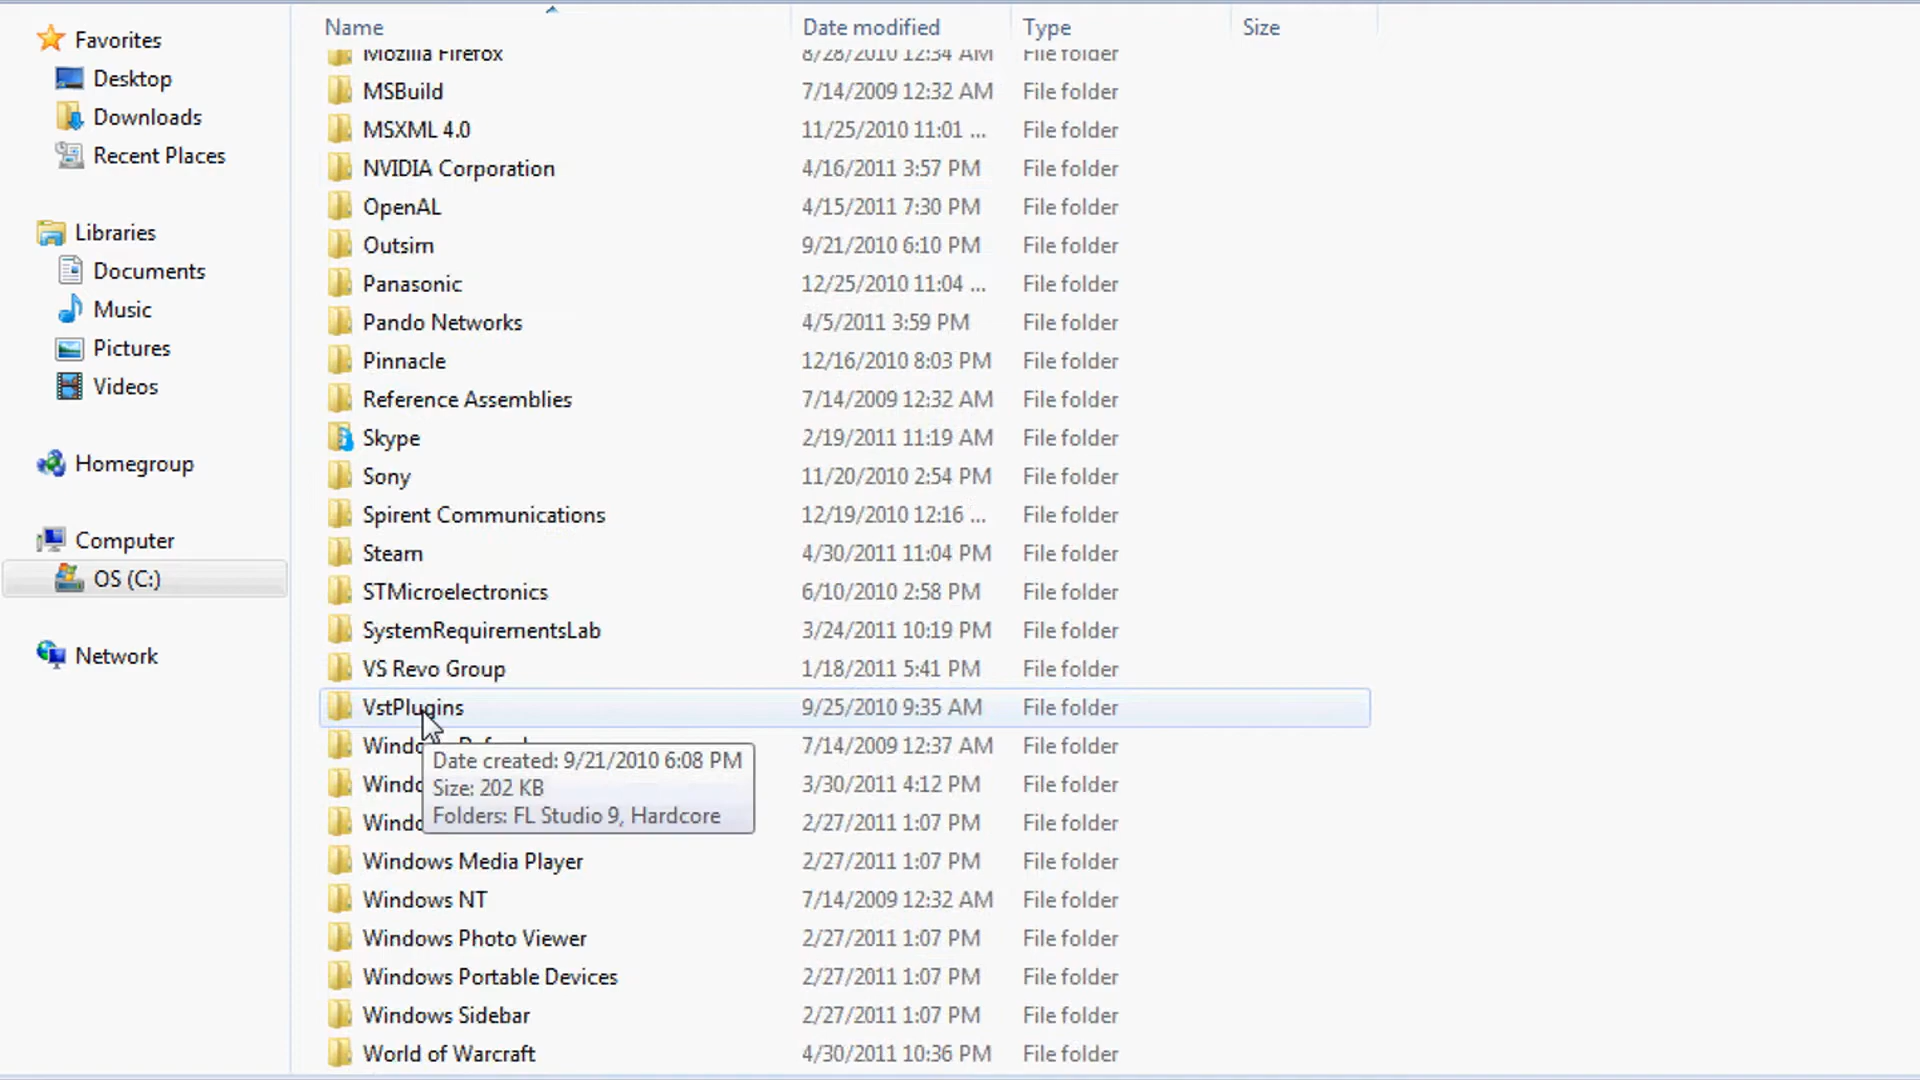 Name Date modified Type Size
Favorites
Desktop
Downloads
Recent Places
Libraries
Documents
Music
Pictures
Videos
Homegroup
Computer
OS (C:)
Network
Mozilla Firefox 8/28/2010 12:34 AM File folder
MSBuild 7/14/2009 12:32 AM File folder
MSXML 4.0 11/25/2010 11:01 ... File folder
NVIDIA Corporation 4/16/2011 3:57 PM File folder
OpenAL 4/15/2011 7:30 PM File folder
Outsim 9/21/2010 6:10 PM File folder
Panasonic 12/25/2010 11:04 ... File folder
Pando Networks 4/5/2011 3:59 PM File folder
Pinnacle 12/16/2010 8:03 PM File folder
Reference Assemblies 7/14/2009 12:32 AM File folder
Skype 2/19/2011 11:19 AM File folder
Sony 11/20/2010 2:54 PM File folder
Spirent Communications 12/19/2010 12:16 ... File folder
Steam 4/30/2011 11:04 PM File folder
STMicroelectronics 6/10/2010 2:58 PM File folder
SystemRequirementsLab 3/24/2011 10:19 PM File folder
VS Revo Group 1/18/2011 5:41 PM File folder
VstPlugins 9/25/2010 9:35 AM File folder
7/14/2009 12:37 AM File folder
3/30/2011 4:12 PM File folder
2/27/2011 1:07 PM File folder
Date created: 9/21/2010 6:08 PM
Size: 202 KB
Folders: FL Studio 9, Hardcore
Windows Media Player 2/27/2011 1:07 PM File folder
Windows NT 7/14/2009 12:32 AM File folder
Windows Photo Viewer 2/27/2011 1:07 PM File folder
Windows Portable Devices 2/27/2011 1:07 PM File folder
Windows Sidebar 2/27/2011 1:07 PM File folder
World of Warcraft 4/30/2011 10:36 PM File folder